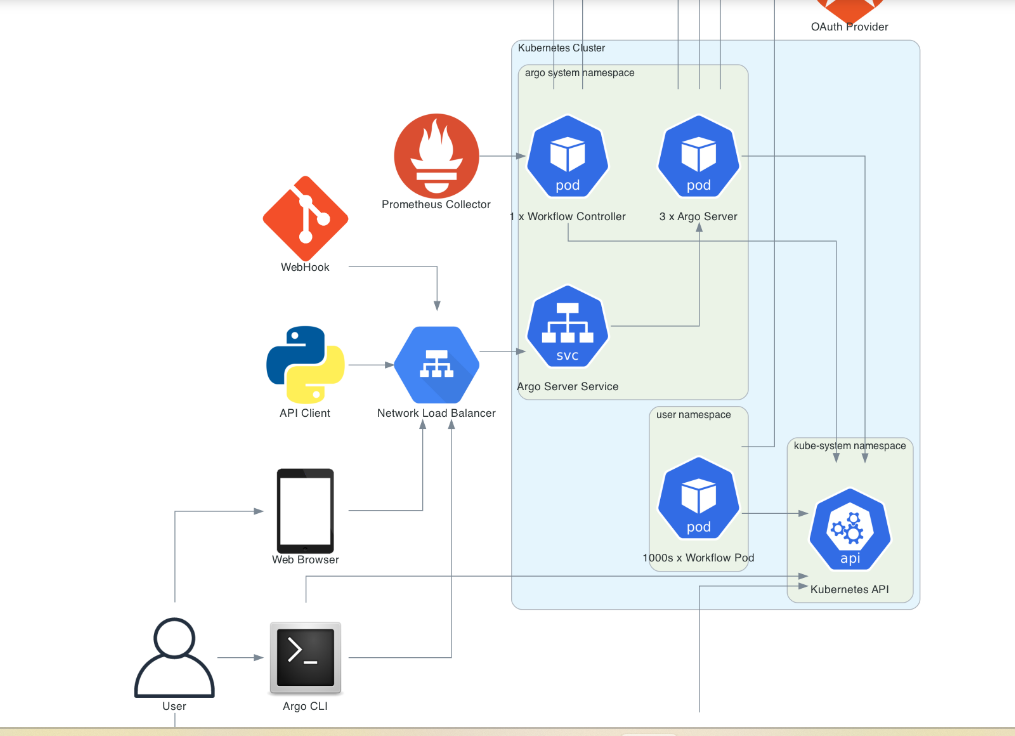 OAuth Provider
Kubernetes Cluster
argo system namespace
pod
pod
Prometheus Collector
1 x Workflow Controller
3 x Argo Server
WebHook
svc
Argo Server Service
API Client
Network Load Balancer
user namespace
kube-system namespace
pod
1000s x Workflow Pod
api
Kubernetes API
Web Browser
>_
User
Argo CLI